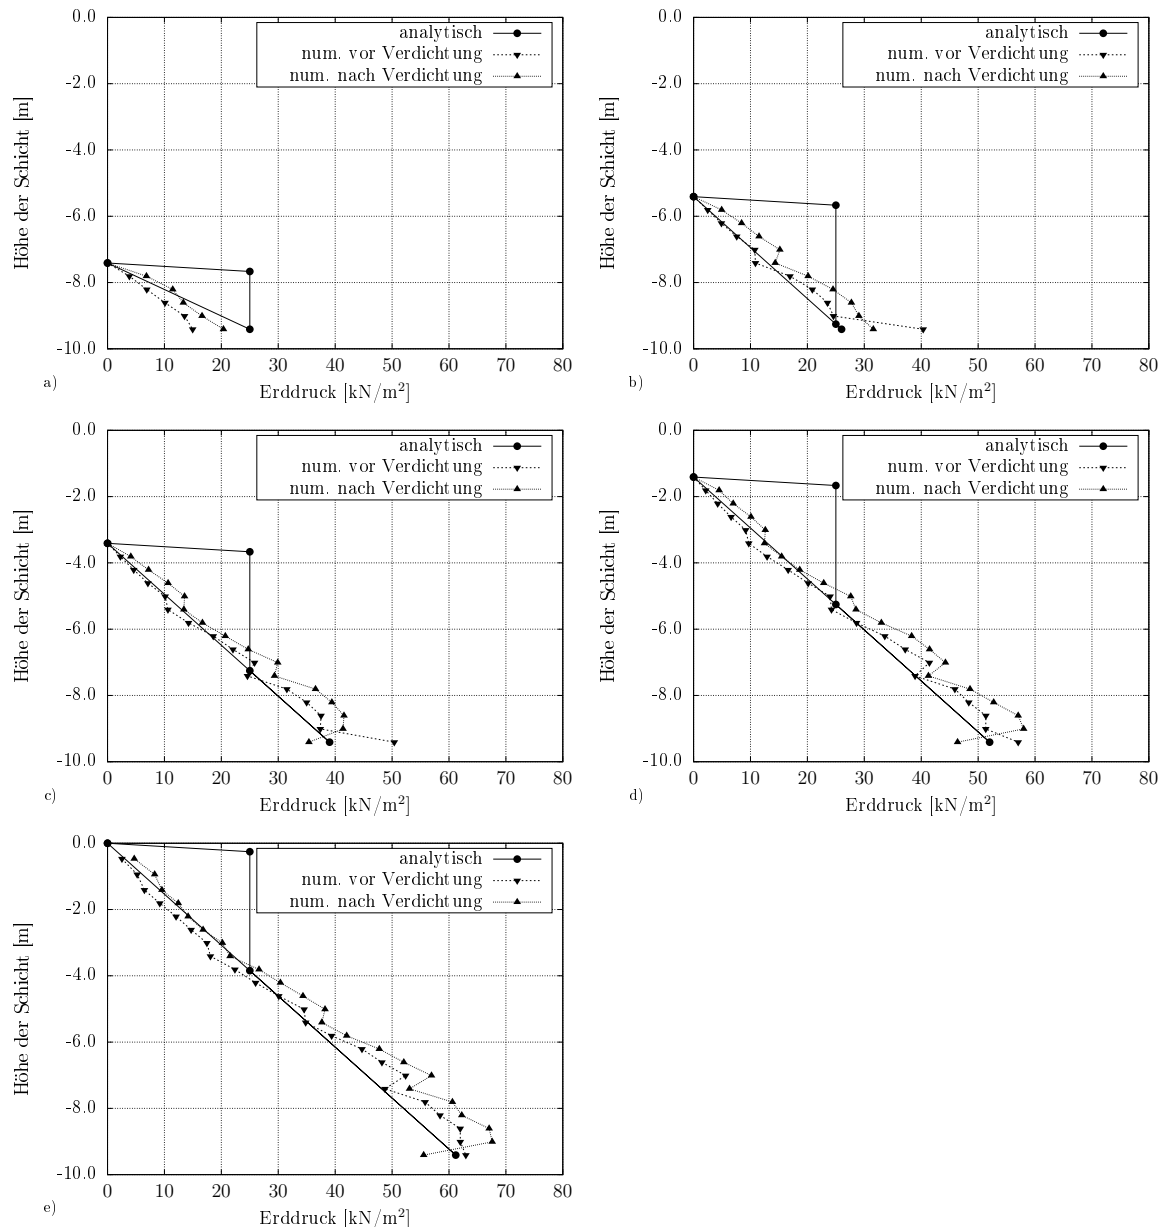 0.0
-2.0
-4.0
-6.0
-8.0
-10.0
0 10 20 30 40 50 60 70 80
Höhe der Schicht [m]
Erddruck [kN/m²]
analytisch
num. vor Verdichtung
num. nach Verdichtung
a)
0.0
-2.0
-4.0
-6.0
-8.0
-10.0
0 10 20 30 40 50 60 70 80
Höhe der Schicht [m]
Erddruck [kN/m²]
analytisch
num. vor Verdichtung
num. nach Verdichtung
b)
0.0
-2.0
-4.0
-6.0
-8.0
-10.0
0 10 20 30 40 50 60 70 80
Höhe der Schicht [m]
Erddruck [kN/m²]
analytisch
num. vor Verdichtung
num. nach Verdichtung
c)
0.0
-2.0
-4.0
-6.0
-8.0
-10.0
0 10 20 30 40 50 60 70 80
Höhe der Schicht [m]
Erddruck [kN/m²]
analytisch
num. vor Verdichtung
num. nach Verdichtung
d)
0.0
-2.0
-4.0
-6.0
-8.0
-10.0
0 10 20 30 40 50 60 70 80
Höhe der Schicht [m]
Erddruck [kN/m²]
analytisch
num. vor Verdichtung
num. nach Verdichtung
e)